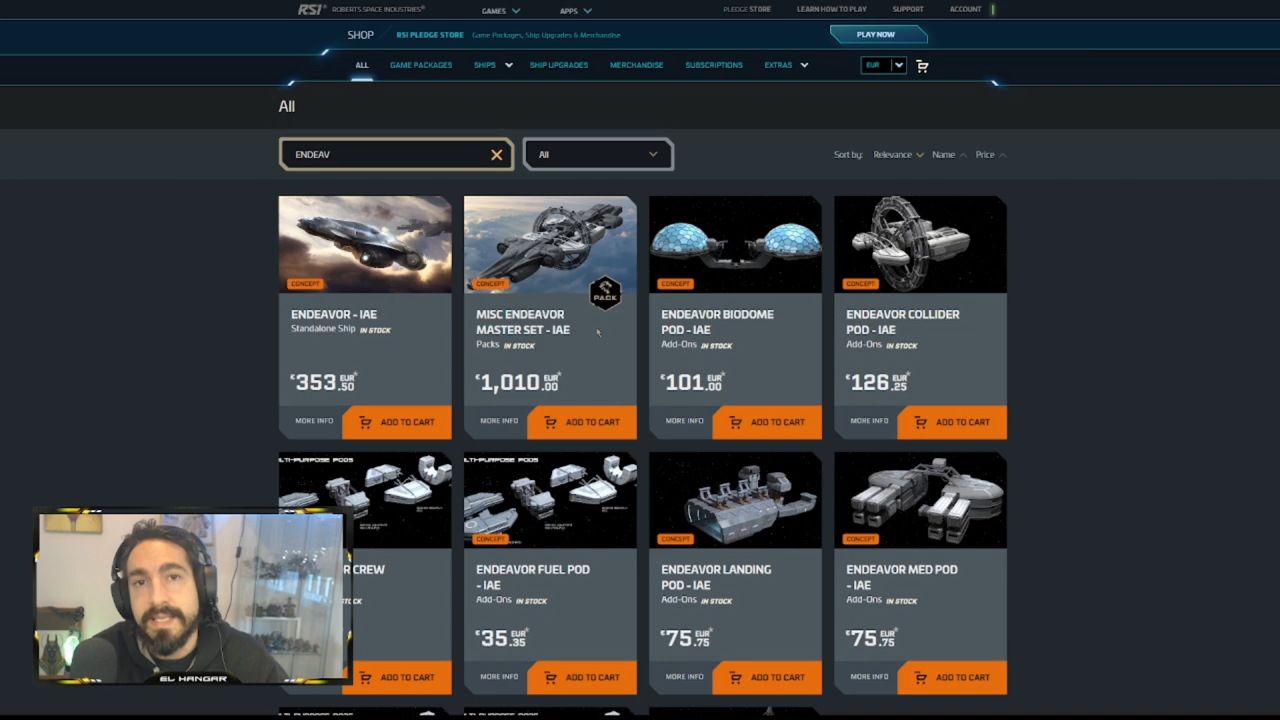 RSI ROBERTS SPACE INDUSTRIES®
GAMES
APPS
PLEDGE STORE
LEARN HOW TO PLAY
SUPPORT
ACCOUNT
SHOP
RSI PLEDGE STORE
Game Packages, Ship Upgrades & Merchandise
PLAY NOW
ALL
GAME PACKAGES
SHIPS
SHIP UPGRADES
MERCHANDISE
SUBSCRIPTIONS
EXTRAS
EUR
All
ENDEAV
All
Sort by: Relevance Name Price
CONCEPT
ENDEAVOR - IAE
Standalone Ship IN STOCK
€353.50 EUR*
MORE INFO
ADD TO CART
CONCEPT
PACK
MISC ENDEAVOR
MASTER SET - IAE
Packs IN STOCK
€1,010.00 EUR*
MORE INFO
ADD TO CART
CONCEPT
ENDEAVOR BIODOME
POD - IAE
Add-Ons IN STOCK
€101.00 EUR*
MORE INFO
ADD TO CART
CONCEPT
ENDEAVOR COLLIDER
POD - IAE
Add-Ons IN STOCK
€126.25 EUR*
MORE INFO
ADD TO CART
LTI-PURPOSE PODS
R CREW
STOCK
ADD TO CART
LTI-PURPOSE PODS
CONCEPT
ENDEAVOR FUEL POD
- IAE
Add-Ons IN STOCK
€35.35 EUR*
MORE INFO
ADD TO CART
CONCEPT
ENDEAVOR LANDING
POD - IAE
Add-Ons IN STOCK
€75.75 EUR*
MORE INFO
ADD TO CART
CONCEPT
ENDEAVOR MED POD
- IAE
Add-Ons IN STOCK
€75.75 EUR*
MORE INFO
ADD TO CART
EL HANGAR